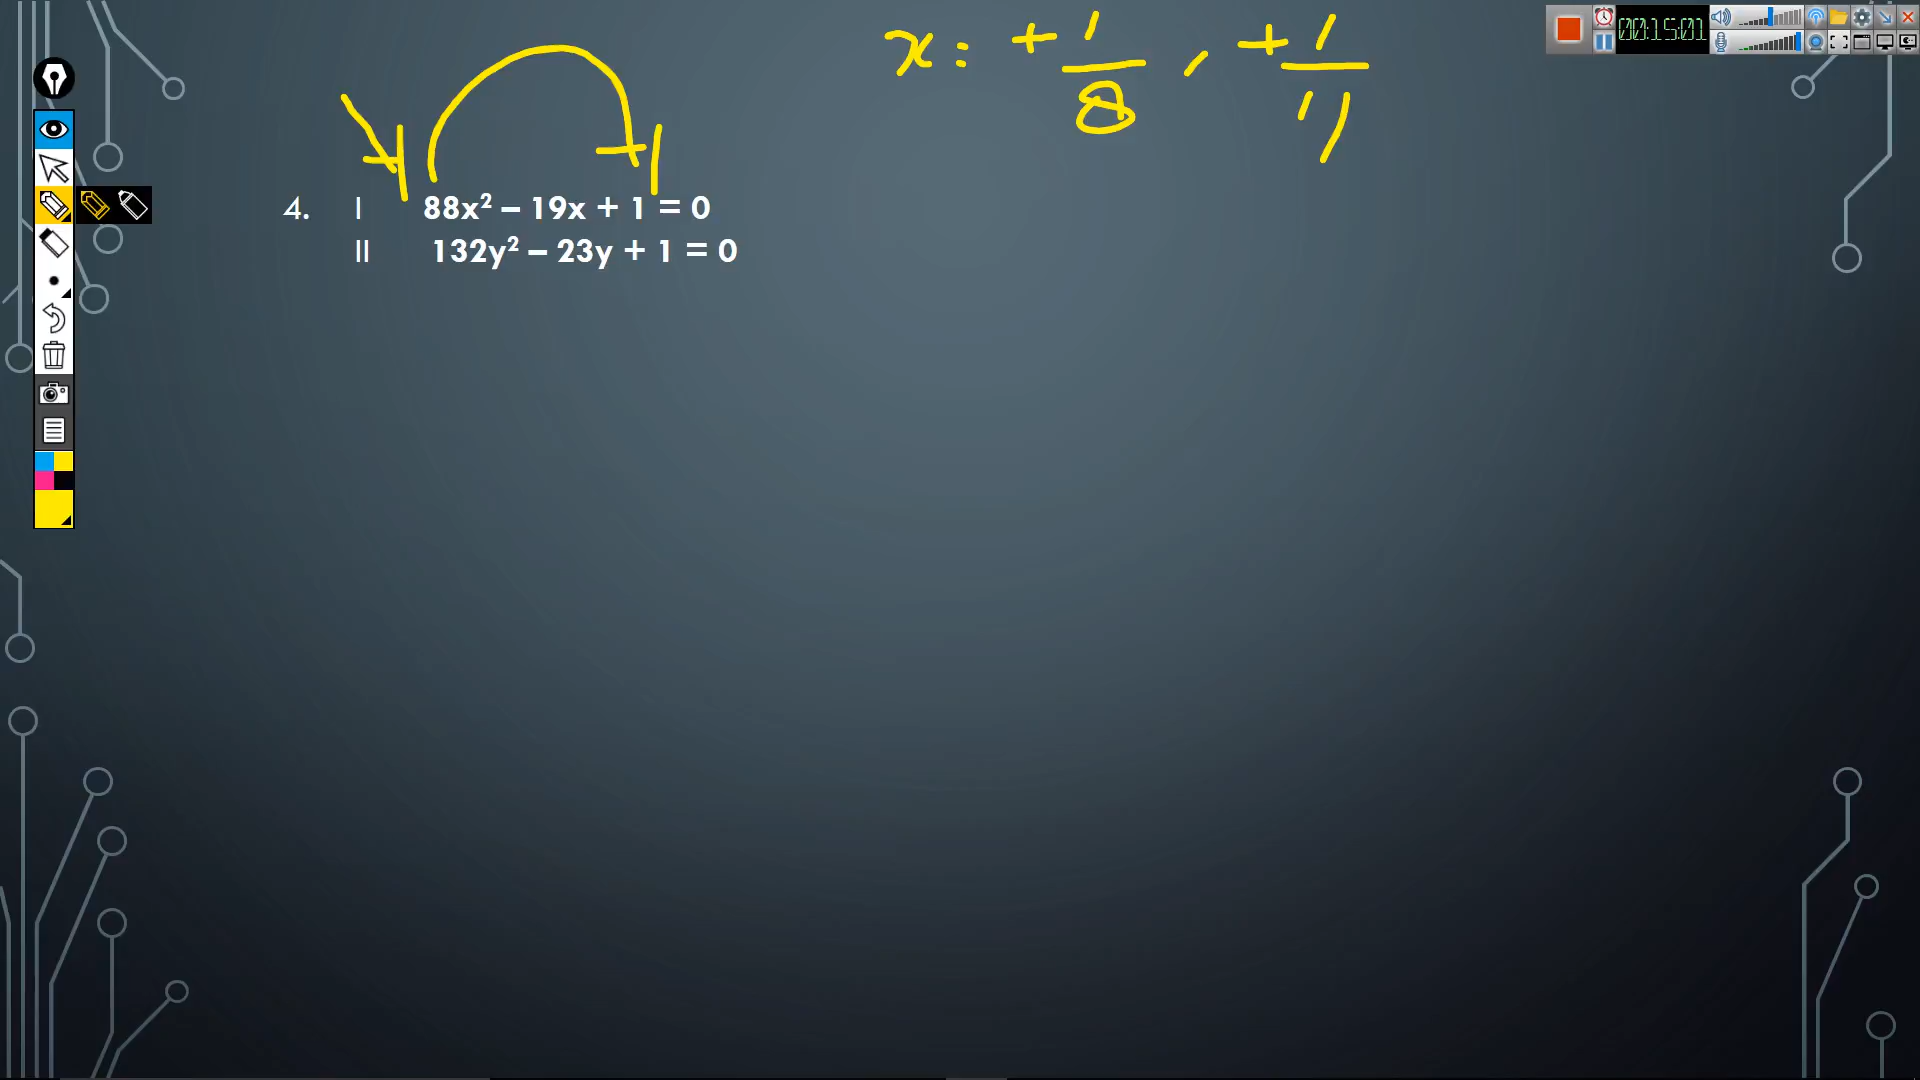 x : + 1/8 , + 1/11
4. I 88x² – 19x + 1 = 0
II 132y² – 23y + 1 = 0
00:15:01